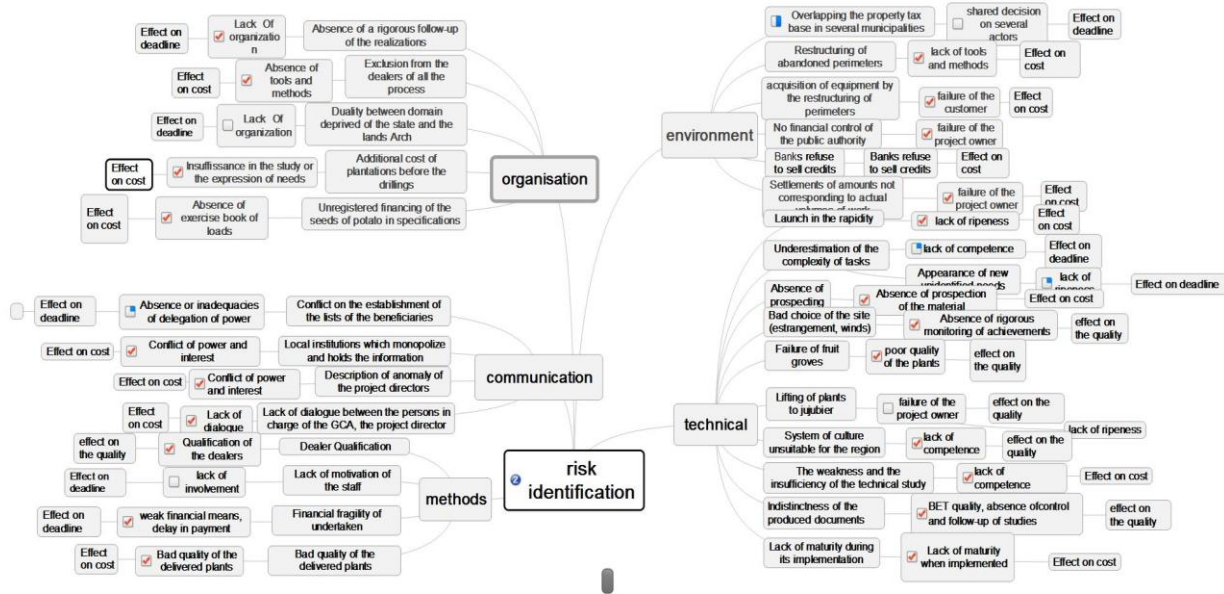 Effect on
deadline
Lack Of
organizatio
n
Absence of a rigorous follow-up
of the realizations
Effect
on cost
Absence of
tools and
methods
Exclusion from the
dealers of all the
process
Effect on
deadline
Lack Of
organization
Duality between domain
deprived of the state and the
lands Arch
Effect
on cost
Insuffissance in the study or
the expression of needs
Additional cost of
plantations before the
drillings
Effect
on cost
Absence of
exercise book of
loads
Unregistered financing of the
seeds of potato in specifications
organisation
Effect on
deadline
Absence or inadequacies
of delegation of power
Conflict on the establishment of
the lists of the beneficiaries
Effect on cost
Conflict of power and
interest
Local institutions which monopolize
and holds the information
Effect on cost
Conflict of power
and interest
Description of anomaly of
the project directors
Effect
on cost
Lack of
dialogue
Lack of dialogue between the persons in
charge of the GCA, the project director
communication
effect on
the quality
Qualification of
the dealers
Dealer Qualification
Effect on
deadline
lack of
involvement
Lack of motivation of
the staff
Effect on
deadline
weak financial means,
delay in payment
Financial fragility of
undertaken
Effect
on cost
Bad quality of the
delivered plants
Bad quality of the
delivered plants
methods
risk
identification
environment
Overlapping the property tax
base in several municipalities
shared decision
on several
actors
Effect on
deadline
Restructuring of
abandoned perimeters
lack of tools
and methods
Effect on
cost
acquisition of equipment by
the restructuring of
perimeters
failure of the
customer
Effect
on cost
No financial control of
the public authority
failure of the
project owner
Banks refuse
to sell credits
Banks refuse
to sell credits
Effect on
cost
Settlements of amounts not
corresponding to actual
volumes of work
failure of the
project owner
Effect
on cost
technical
Launch in the rapidity
lack of ripeness
Effect
on cost
Underestimation of the
complexity of tasks
lack of competence
Effect on
deadline
Appearance of new
unidentified needs
lack of
ripeness
Effect on deadline
Absence of
prospecting
Absence of prospection
of the material
Effect on cost
Bad choice of the site
(estrangement, winds)
Absence of rigorous
monitoring of achievements
effect on
the quality
Failure of fruit
groves
poor quality
of the plants
effect on
the quality
Lifting of plants
to jujubier
failure of the
project owner
effect on the
quality
lack of ripeness
System of culture
unsuitable for the region
lack of
competence
effect on the
quality
The weakness and the
insufficiency of the technical study
lack of
competence
Effect on cost
Indistinctness of the
produced documents
BET quality, absence ofcontrol
and follow-up of studies
effect on
the quality
Lack of maturity during
its implementation
Lack of maturity
when implemented
Effect on cost